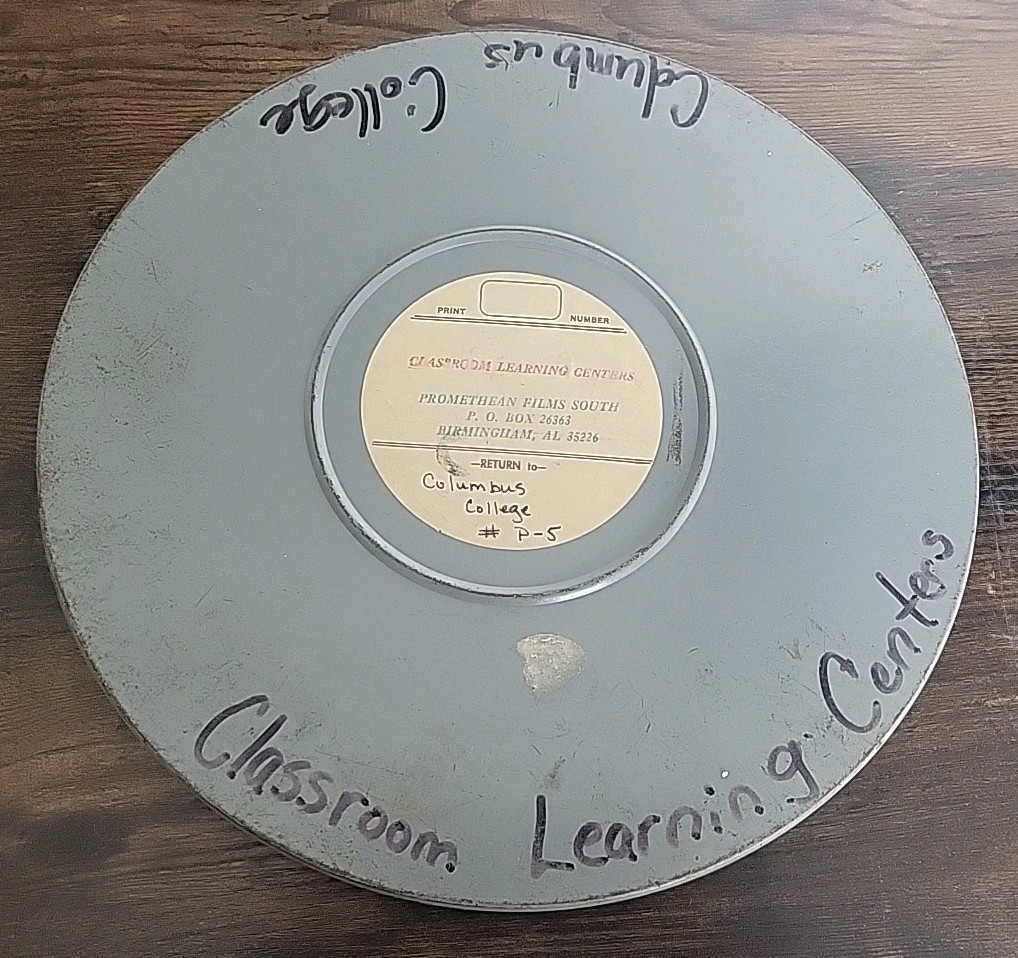 Columbus College
PRINT NUMBER
CLASSROOM LEARNING CENTERS
PROMETHEAN FILMS SOUTH
P. O. BOX 26363
BIRMINGHAM, AL 35226
—RETURN to—
Columbus
College
# P-5
Classroom Learning Centers